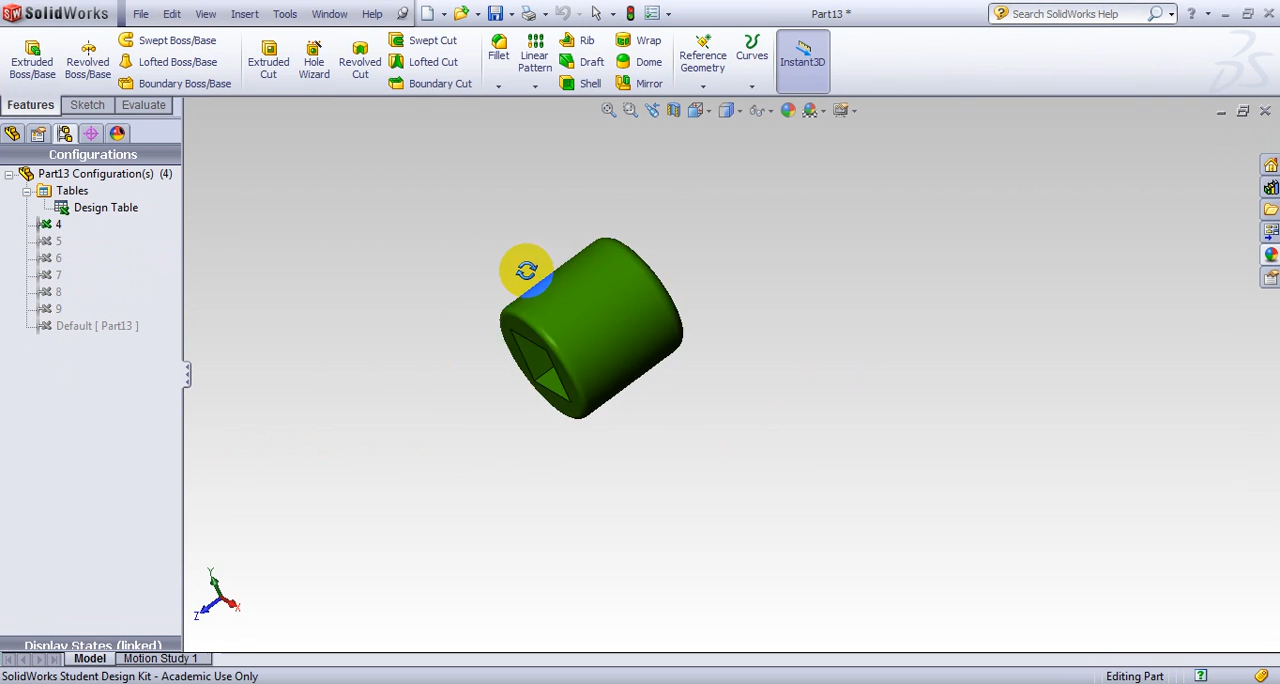 SolidWorks File Edit View Insert Tools Window Help Part13 * Search SolidWorks Help
Extruded Boss/Base
Revolved Boss/Base
Swept Boss/Base
Lofted Boss/Base
Boundary Boss/Base
Extruded Cut
Hole Wizard
Revolved Cut
Swept Cut
Lofted Cut
Boundary Cut
Fillet
Linear Pattern
Rib
Draft
Shell
Wrap
Dome
Mirror
Reference Geometry
Curves
Instant3D
Features Sketch Evaluate
Configurations
Part13 Configuration(s) (4)
Tables
Design Table
4
5
6
7
8
9
Default [ Part13 ]
Y
Z X
Display States (linked)
Model Motion Study 1
SolidWorks Student Design Kit - Academic Use Only Editing Part